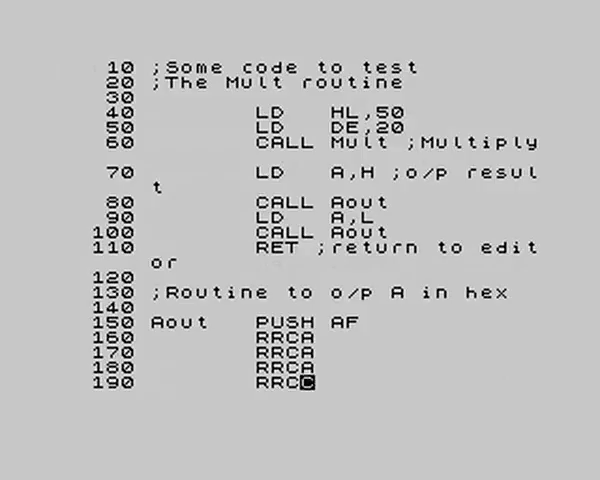 10 ;Some code to test
20 ;The Mult routine
30
40 LD HL,50
50 LD DE,20
60 CALL Mult ;Multiply
70 LD A,H ;o/p resul
t
80 CALL Aout
90 LD A,L
100 CALL Aout
110 RET ;return to edit
or
120
130 ;Routine to o/p A in hex
140
150 Aout PUSH AF
160 RRCA
170 RRCA
180 RRCA
190 RRCC